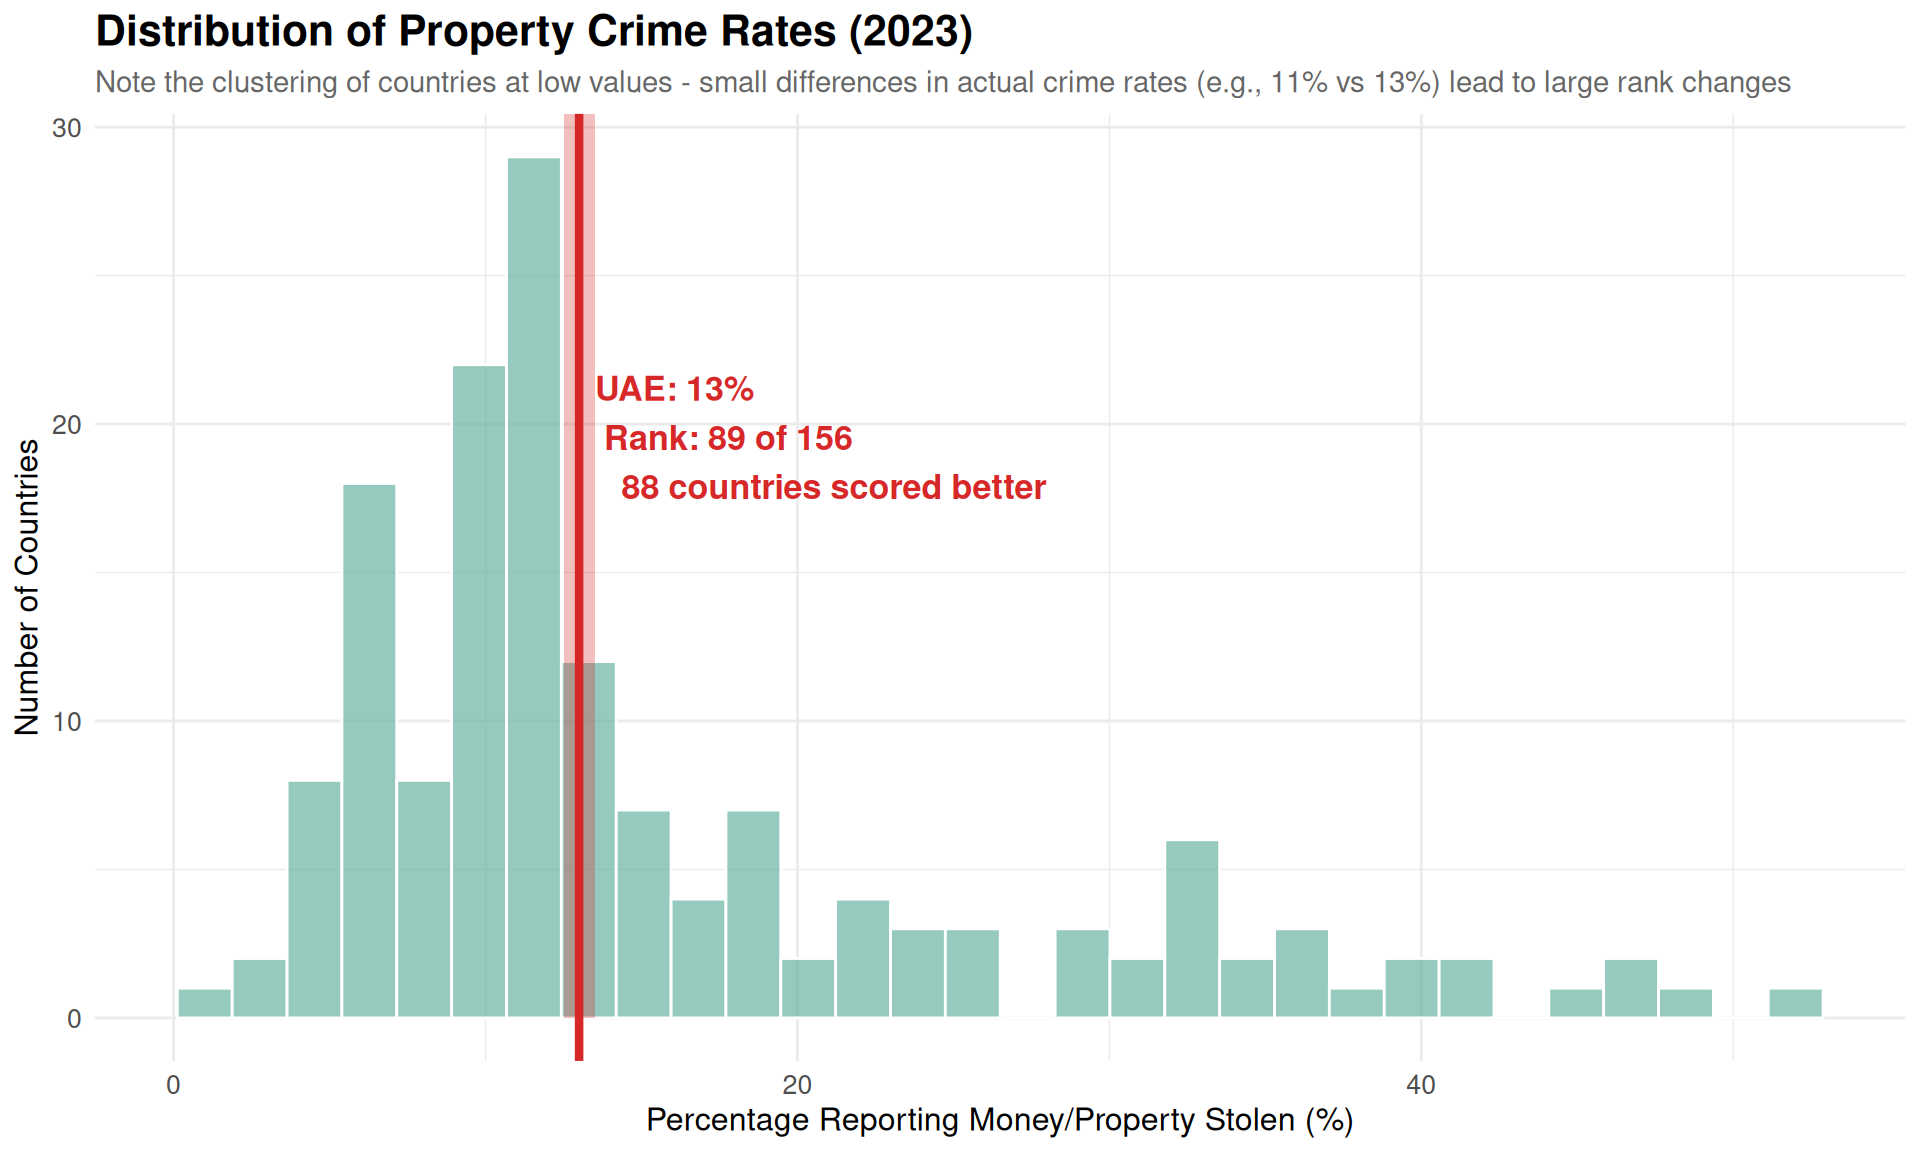 Distribution of Property Crime Rates (2023)
Note the clustering of countries at low values - small differences in actual crime rates (e.g., 11% vs 13%) lead to large rank changes
30
20
10
0
Number of Countries
UAE: 13%
Rank: 89 of 156
88 countries scored better
0
20
40
Percentage Reporting Money/Property Stolen (%)